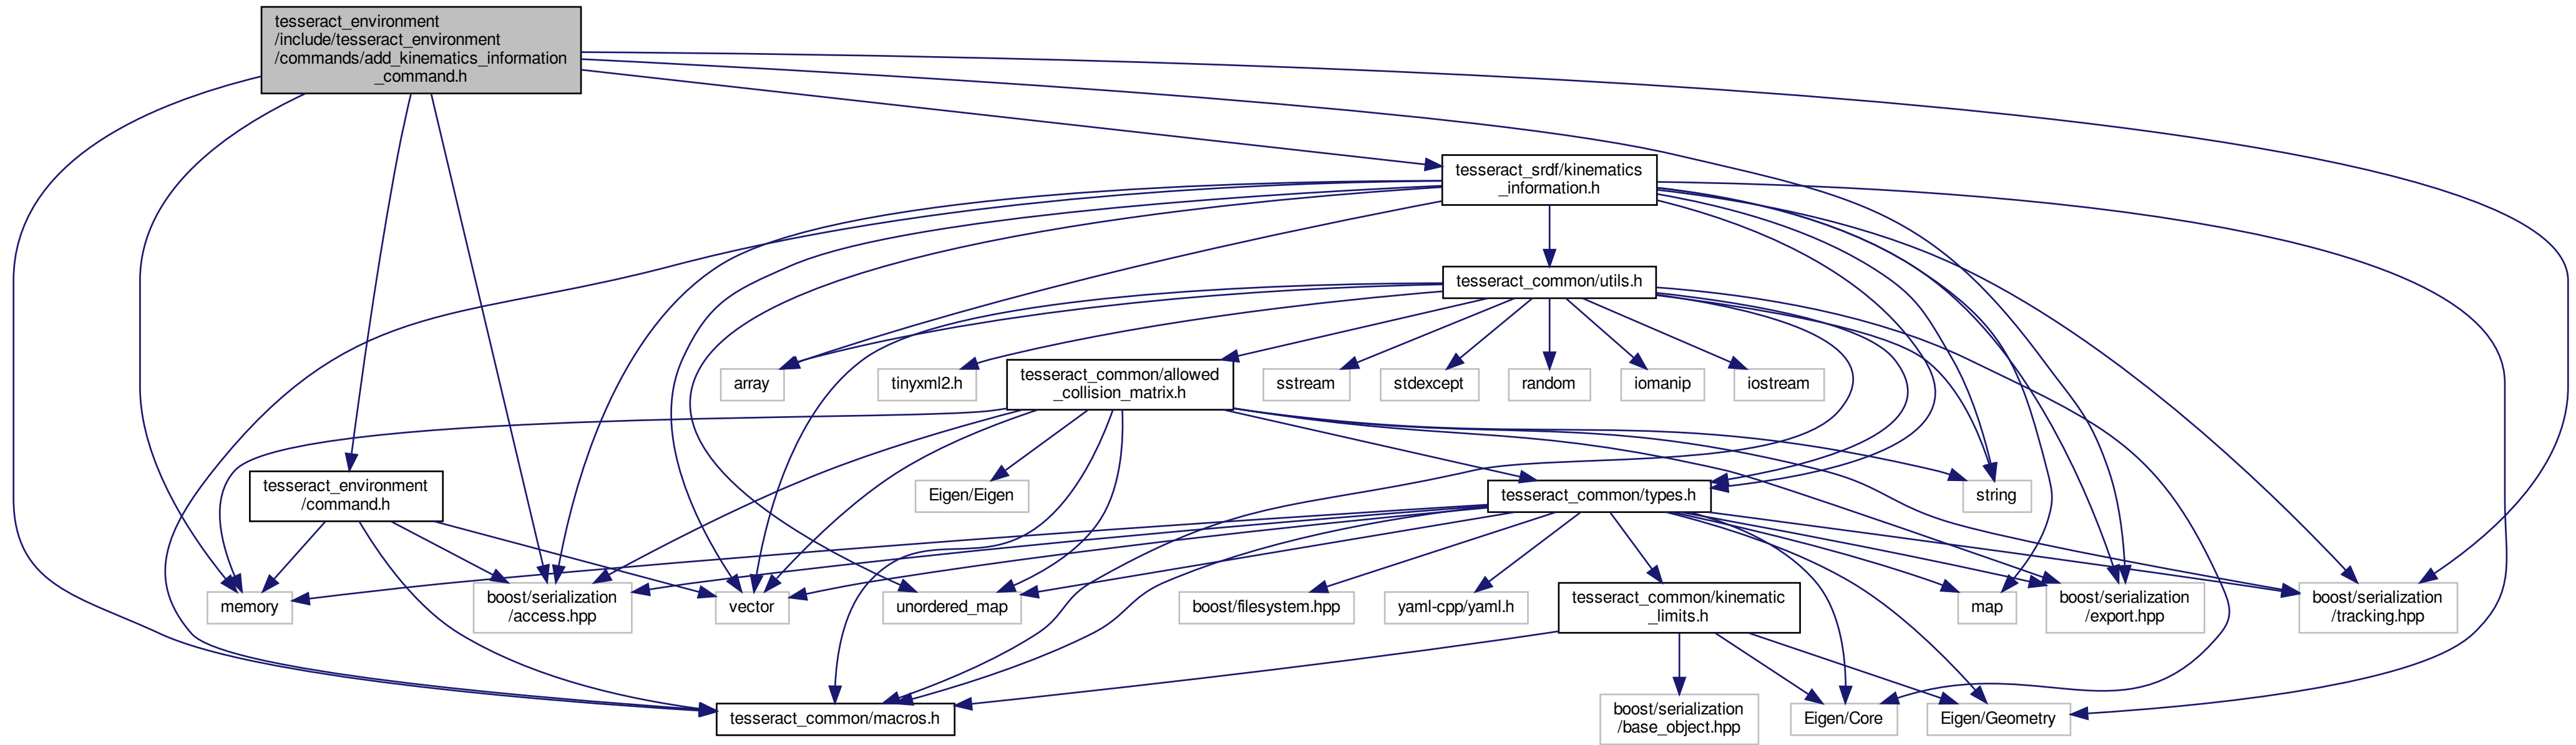 tesseract_environment
/include/tesseract_environment
/commands/add_kinematics_information
_command.h
tesseract_srdf/kinematics
_information.h
tesseract_common/utils.h
array
tinyxml2.h
tesseract_common/allowed
_collision_matrix.h
sstream
stdexcept
random
iomanip
iostream
tesseract_environment
/command.h
Eigen/Eigen
tesseract_common/types.h
string
memory
boost/serialization
/access.hpp
vector
unordered_map
boost/filesystem.hpp
yaml-cpp/yaml.h
tesseract_common/kinematic
_limits.h
map
boost/serialization
/export.hpp
boost/serialization
/tracking.hpp
tesseract_common/macros.h
boost/serialization
/base_object.hpp
Eigen/Core
Eigen/Geometry